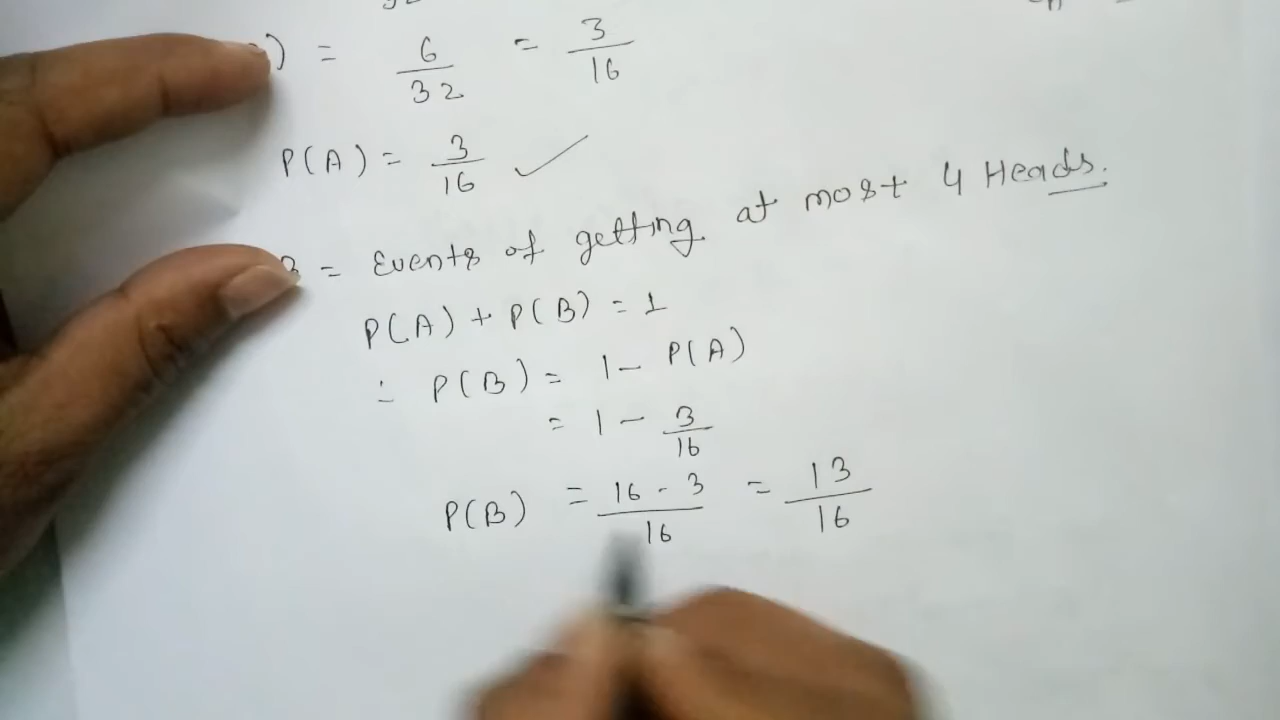 ) = 6/32 = 3/16
P(A) = 3/16 ✓
B = Events of getting at most 4 Heads.
P(A) + P(B) = 1
∴ P(B) = 1 - P(A)
= 1 - 3/16
P(B) = 16 - 3/16 = 13/16